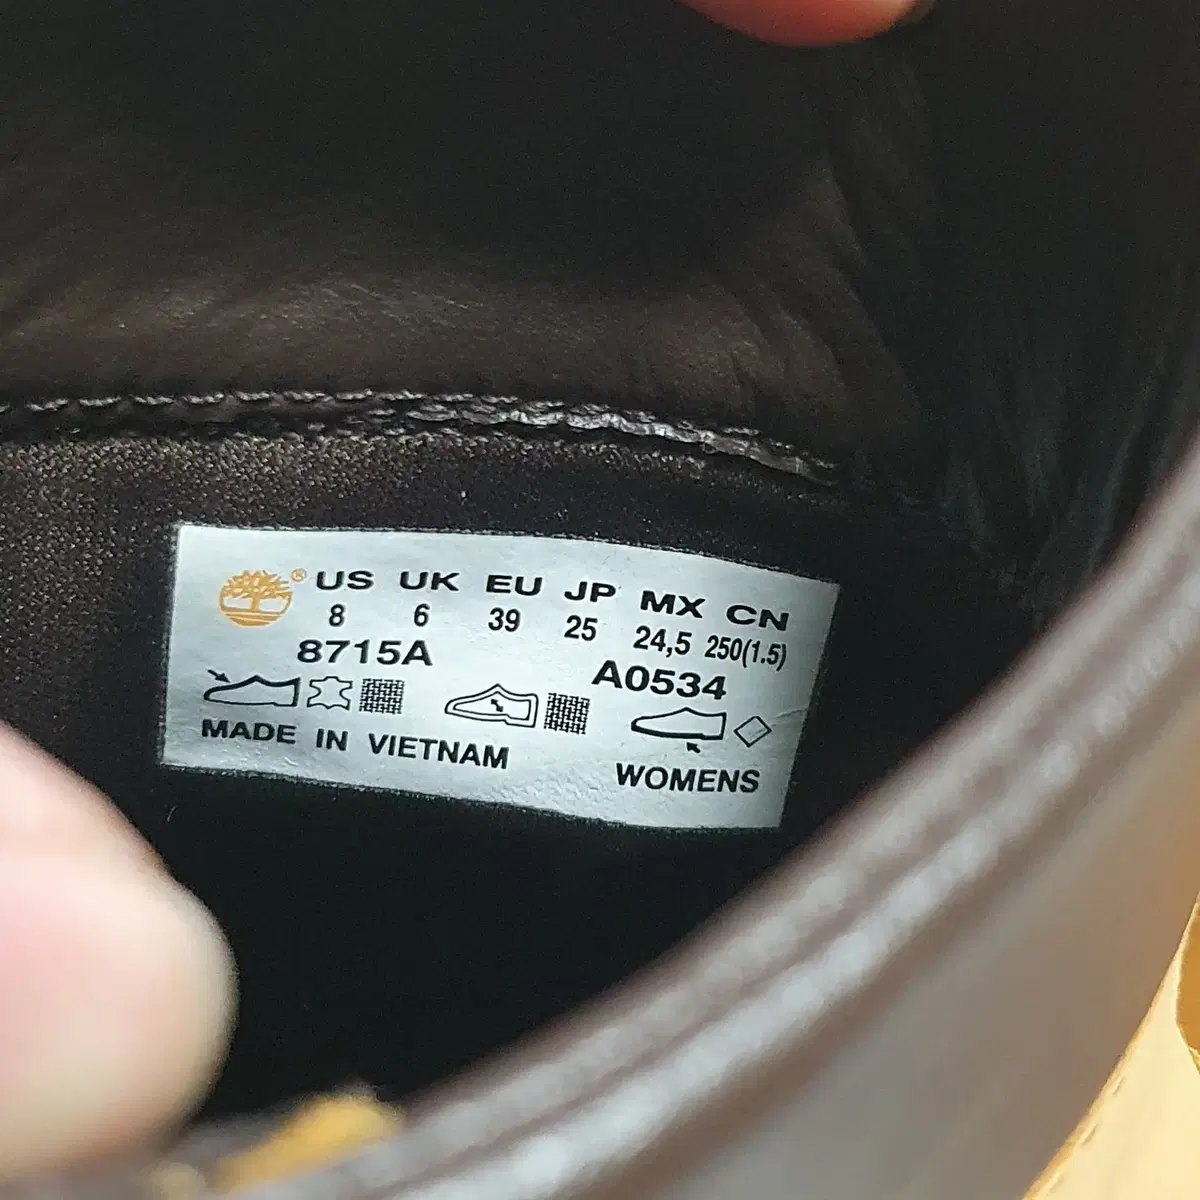 ® US UK EU JP MX CN
8 6 39 25 24,5 250(1.5)
8715A A0534
MADE IN VIETNAM WOMENS